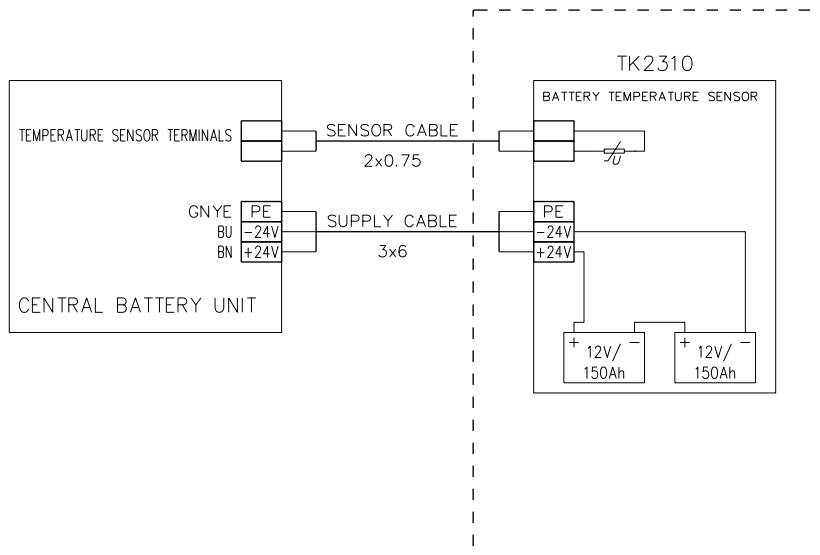 TK2310
BATTERY TEMPERATURE SENSOR
TEMPERATURE SENSOR TERMINALS
SENSOR CABLE
2x0.75
GNYE PE
BU -24V
BN +24V
SUPPLY CABLE
3x6
PE
-24V
+24V
CENTRAL BATTERY UNIT
+ 12V/ -
150Ah
+ 12V/ -
150Ah
U